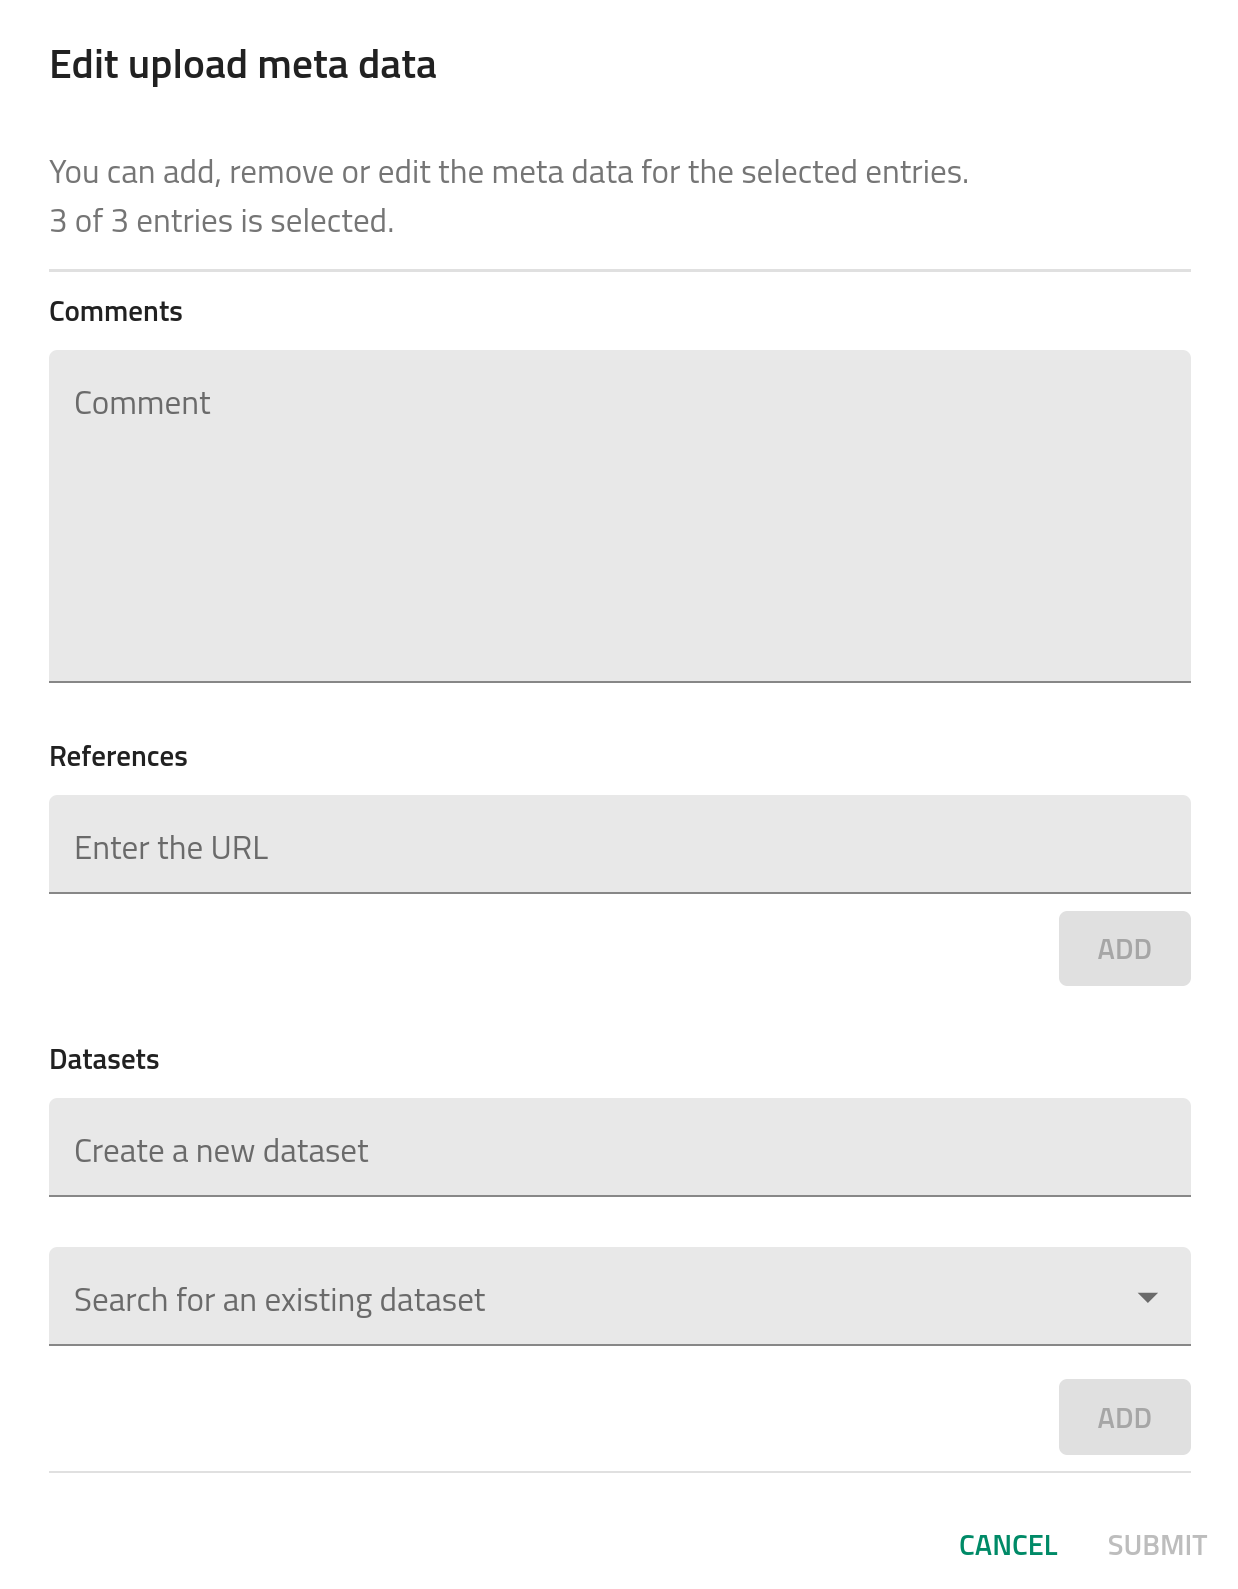 Edit upload meta data
You can add, remove or edit the meta data for the selected entries.
3 of 3 entries is selected.
Comments
Comment
References
Enter the URL
ADD
Datasets
Create a new dataset
Search for an existing dataset
ADD
CANCEL SUBMIT